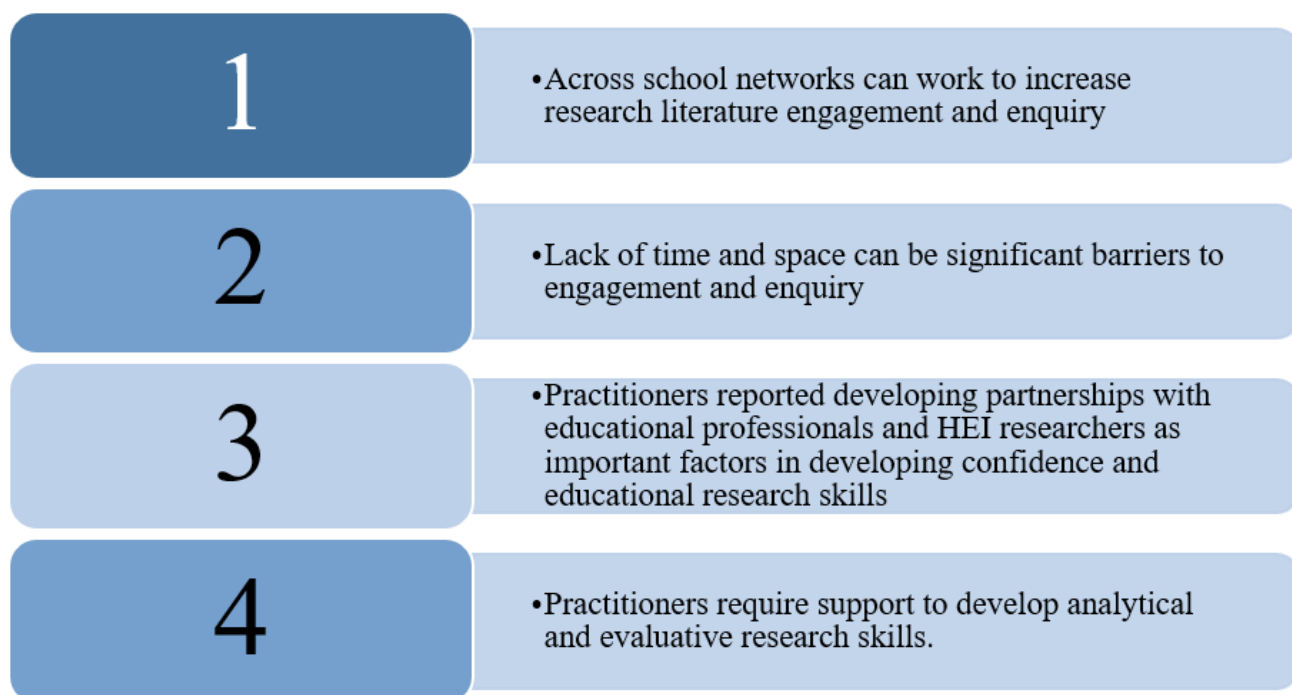 1
•Across school networks can work to increase
research literature engagement and enquiry
2
•Lack of time and space can be significant barriers to
engagement and enquiry
3
•Practitioners reported developing partnerships with
educational professionals and HEI researchers as
important factors in developing confidence and
educational research skills
4
•Practitioners require support to develop analytical
and evaluative research skills.